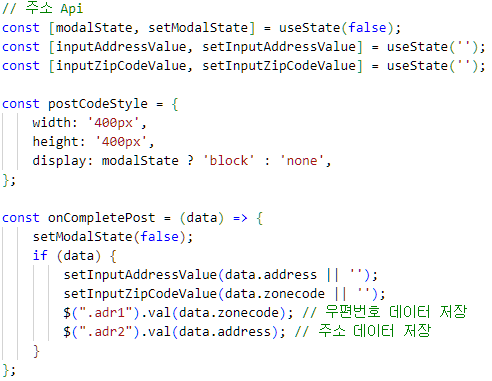 // 주소 Api
const [modalState, setModalState] = useState(false);
const [inputAddressValue, setInputAddressValue] = useState('');
const [inputZipCodeValue, setInputZipCodeValue] = useState('');

const postCodeStyle = {
    width: '400px',
    height: '400px',
    display: modalState ? 'block' : 'none',
};

const onCompletePost = (data) => {
    setModalState(false);
    if (data) {
        setInputAddressValue(data.address || '');
        setInputZipCodeValue(data.zonecode || '');
        $(".adr1").val(data.zonecode); // 우편번호 데이터 저장
        $(".adr2").val(data.address); // 주소 데이터 저장
    }
};